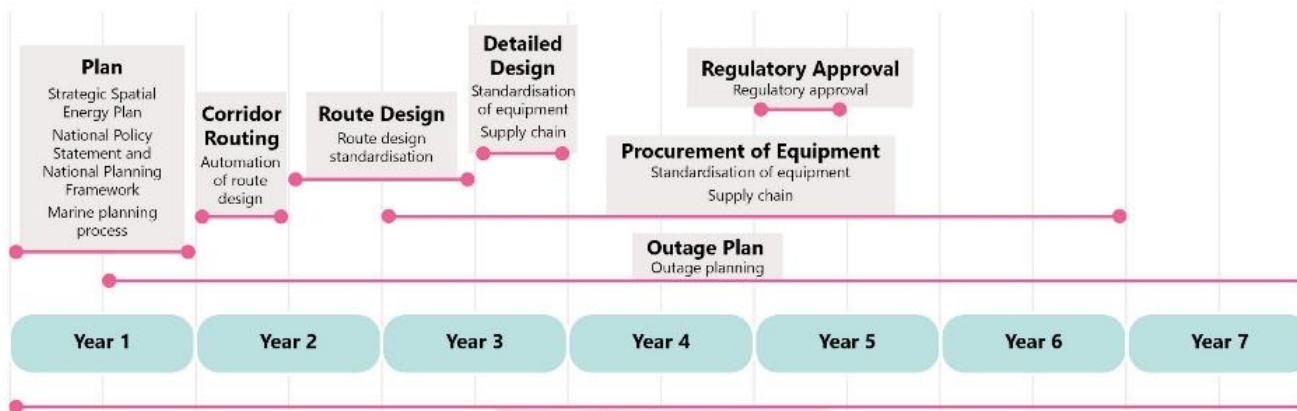 Plan
Strategic Spatial
Energy Plan
National Policy
Statement and
National Planning
Framework
Marine planning
process
Corridor
Routing
Automation
of route
design
Route Design
Route design
standardisation
Detailed
Design
Standardisation
of equipment
Supply chain
Regulatory Approval
Regulatory approval
Procurement of Equipment
Standardisation of equipment
Supply chain
Outage Plan
Outage planning
Year 1
Year 2
Year 3
Year 4
Year 5
Year 6
Year 7